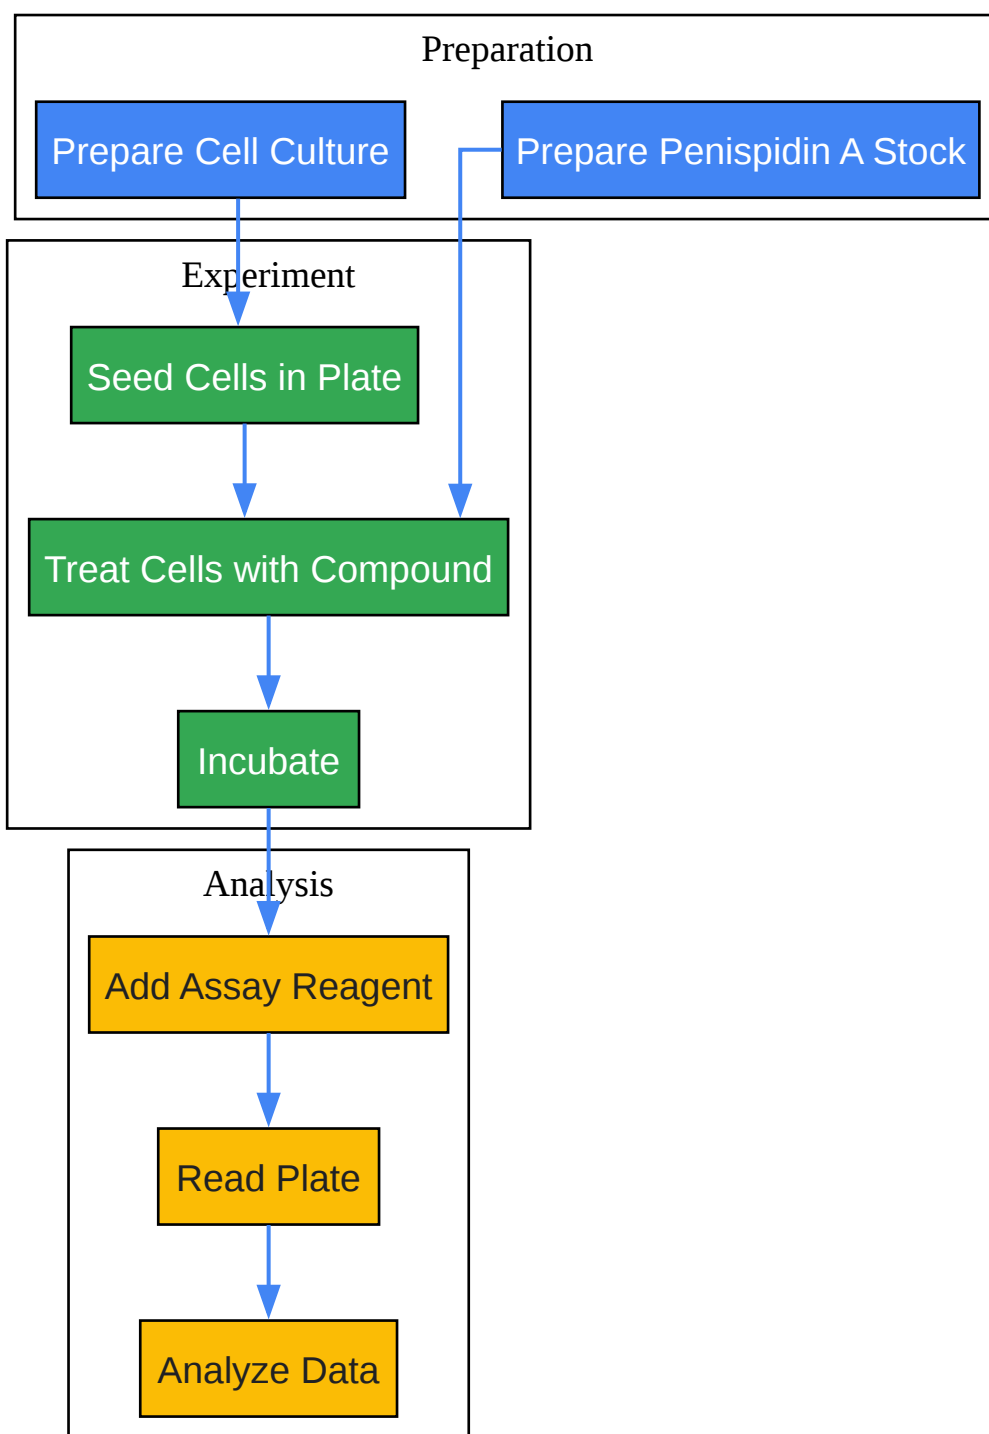 Preparation
Prepare Cell Culture
Prepare Penispidin A Stock
Experiment
Seed Cells in Plate
Treat Cells with Compound
Incubate
Analysis
Add Assay Reagent
Read Plate
Analyze Data